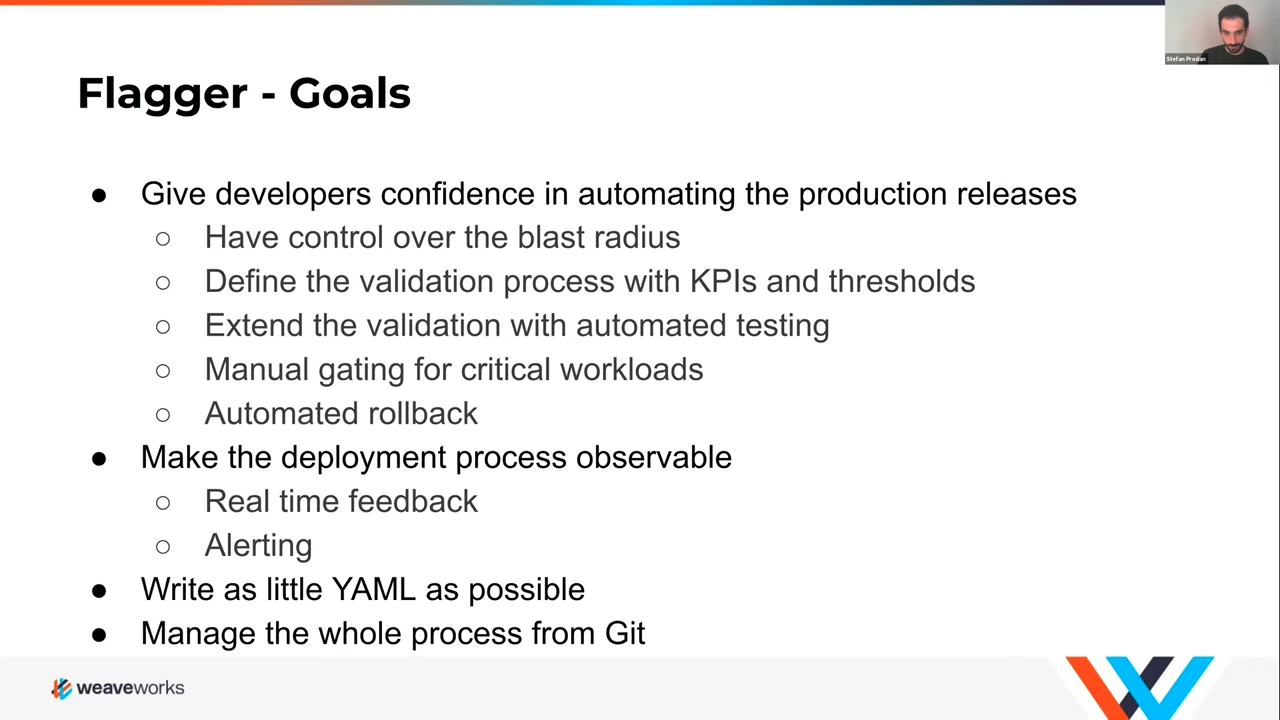 Stefan Prodan
Flagger - Goals
● Give developers confidence in automating the production releases
○ Have control over the blast radius
○ Define the validation process with KPIs and thresholds
○ Extend the validation with automated testing
○ Manual gating for critical workloads
○ Automated rollback
● Make the deployment process observable
○ Real time feedback
○ Alerting
● Write as little YAML as possible
● Manage the whole process from Git
weaveworks